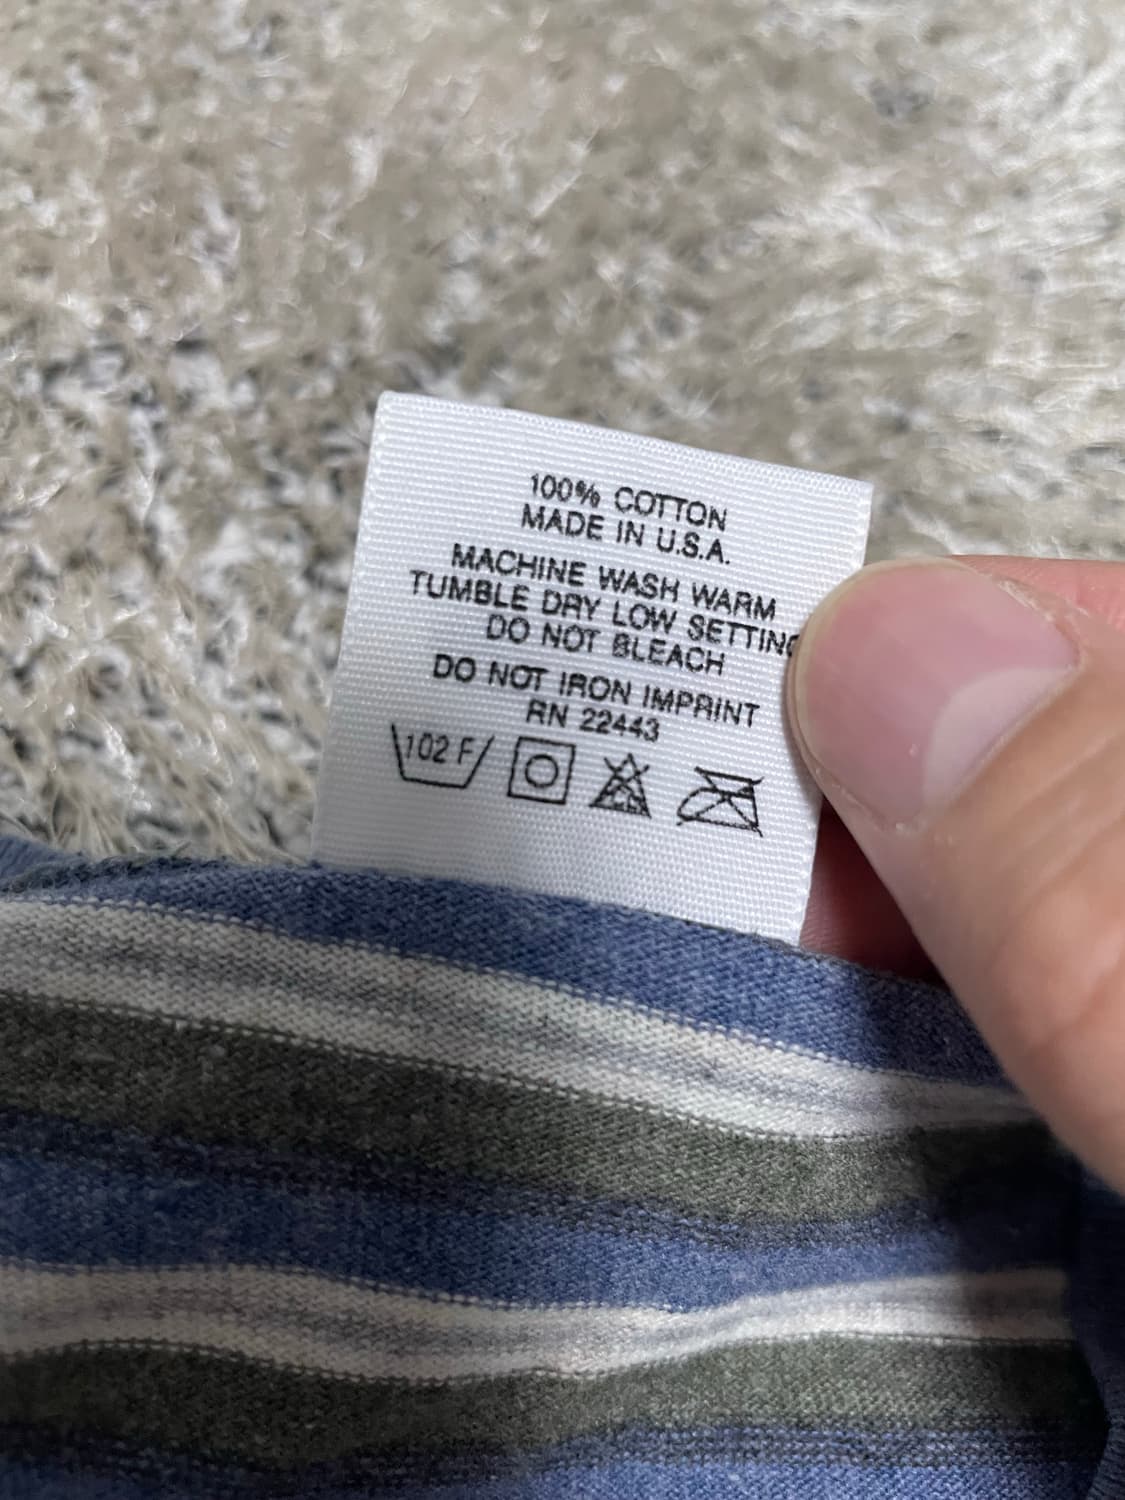 100% COTTON
MADE IN U.S.A.
MACHINE WASH WARM
TUMBLE DRY LOW SETTING
DO NOT BLEACH
DO NOT IRON IMPRINT
RN 22443
102 F